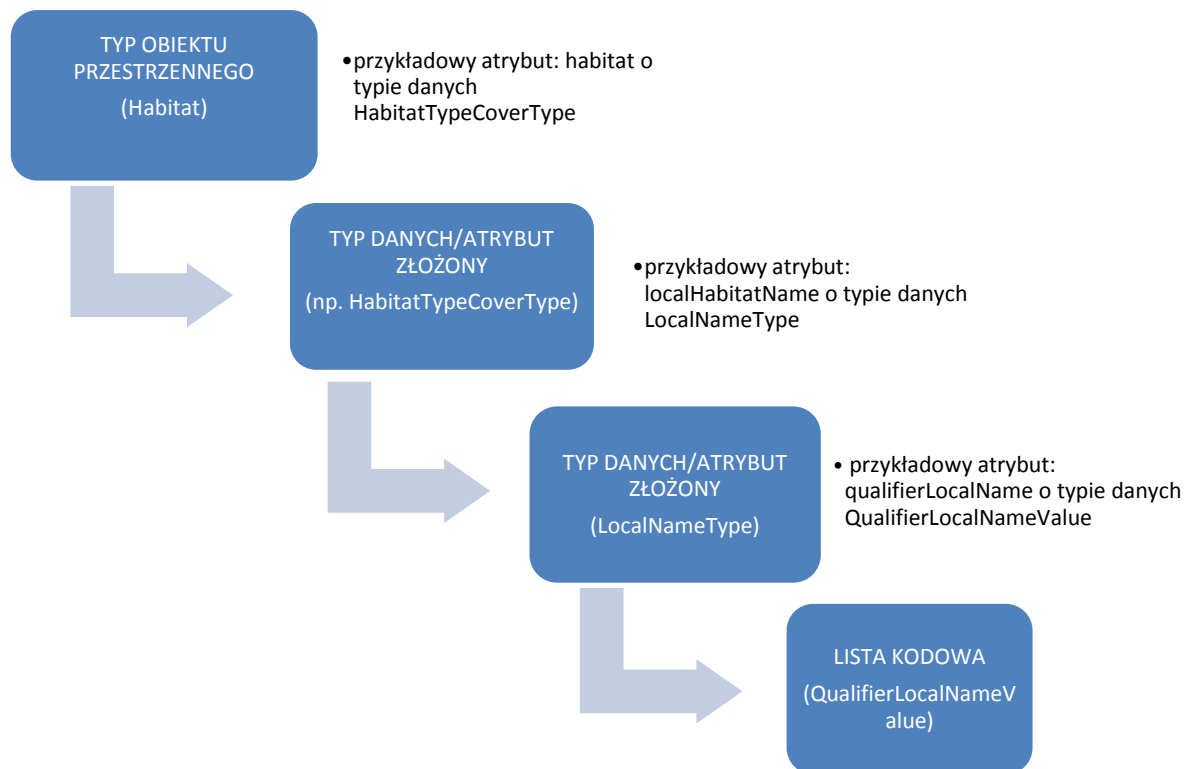 TYP OBIEKTU
PRZESTRZENNEGO
(Habitat)
•przykładowy atrybut: habitat o
typie danych
HabitatTypeCoverType
TYP DANYCH/ATRYBUT
ZŁOŻONY
(np. HabitatTypeCoverType)
•przykładowy atrybut:
localHabitatName o typie danych
LocalNameType
TYP DANYCH/ATRYBUT
ZŁOŻONY
(LocalNameType)
• przykładowy atrybut:
qualifierLocalName o typie danych
QualifierLocalNameValue
LISTA KODOWA
(QualifierLocalNameV
alue)